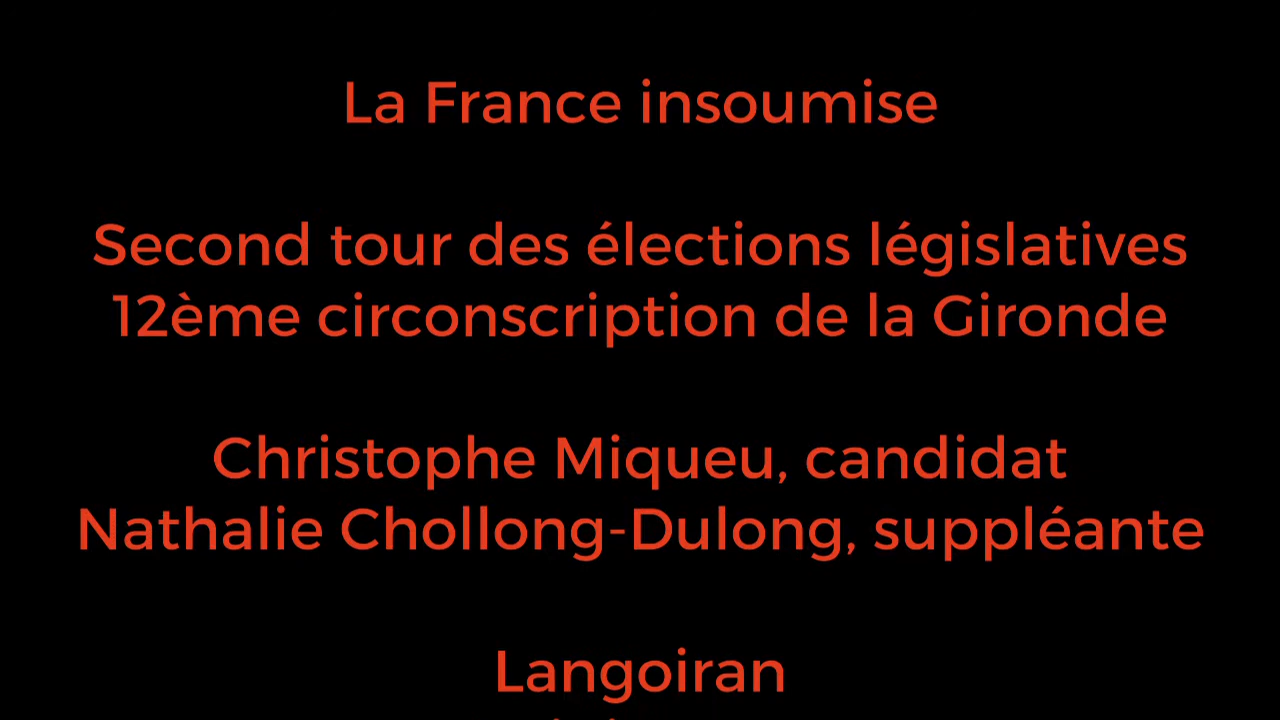 La France insoumise
Second tour des élections législatives
12ème circonscription de la Gironde
Christophe Miqueu, candidat
Nathalie Chollong-Dulong, suppléante
Langoiran